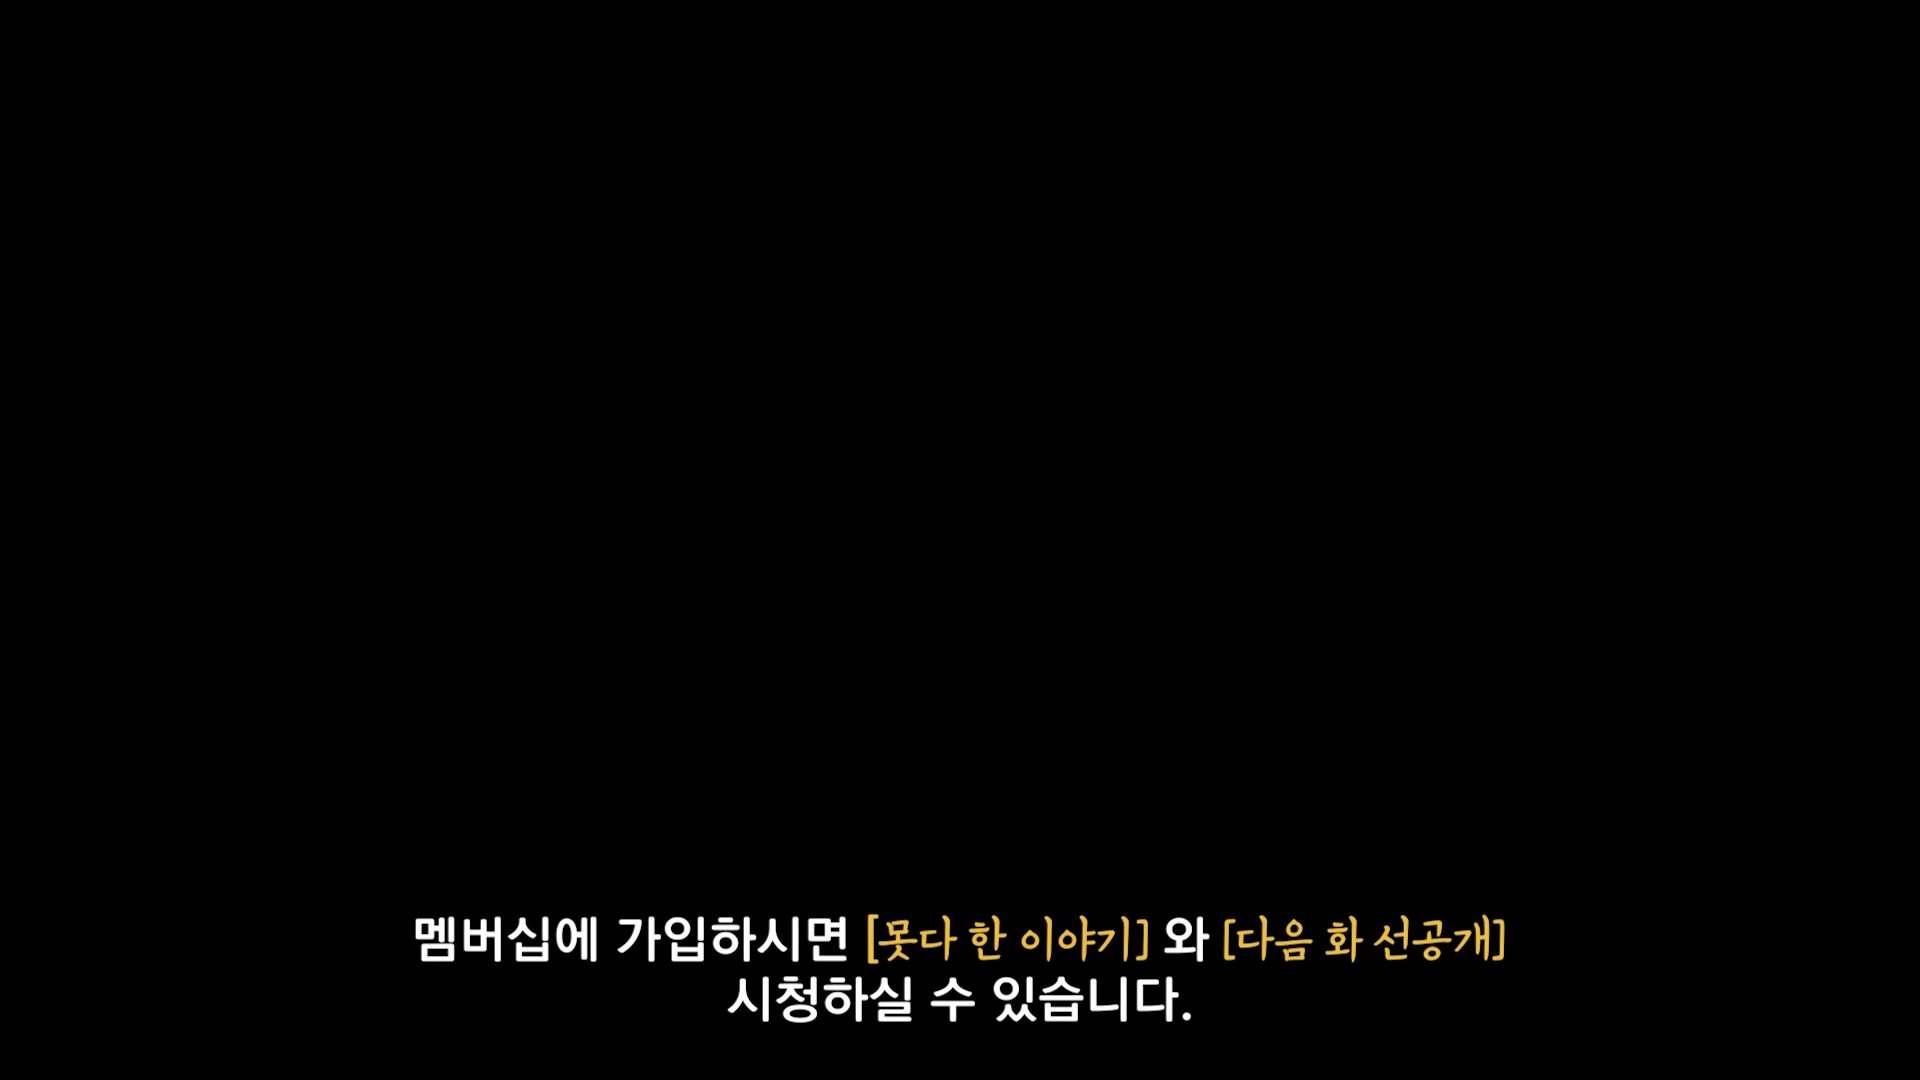 멤버십에 가입하시면 [못다 한 이야기] 와 [다음 화 선공개]
시청하실 수 있습니다.